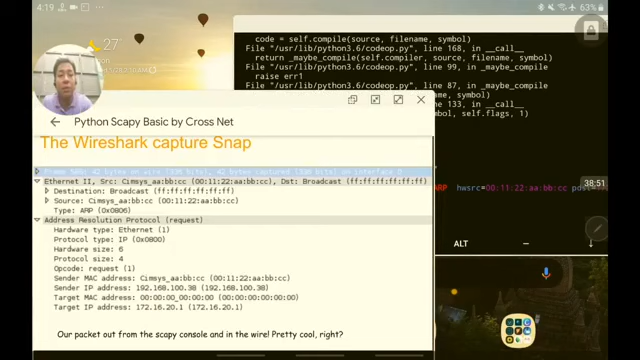 4:19
63%
27°
code = self.compile(source, filename, symbol)
File "/usr/lib/python3.6/codeop.py", line 168, in __call__
return _maybe_compile(self.compiler, source, filename, symbol)
File "/usr/lib/python3.6/codeop.py", line 99, in _maybe_compile
raise err1
File "/usr/lib/python3.6/codeop.py", line 87, in _maybe_compile
line 133, in __call__
symbol, self.flags, 1)
Python Scapy Basic by Cross Net
The Wireshark capture Snap
Ethernet II, Src: Cimsys_aa:bb:cc (00:11:22:aa:bb:cc), Dst: Broadcast (ff:ff:ff:ff:ff:ff)
Destination: Broadcast (ff:ff:ff:ff:ff:ff)
Source: Cimsys_aa:bb:cc (00:11:22:aa:bb:cc)
Type: ARP (0x0806)
Address Resolution Protocol (request)
Hardware type: Ethernet (1)
Protocol type: IP (0x0800)
Hardware size: 6
Protocol size: 4
Opcode: request (1)
Sender MAC address: Cimsys_aa:bb:cc (00:11:22:aa:bb:cc)
Sender IP address: 192.168.100.38 (192.168.100.38)
Target MAC address: 00:00:00_00:00:00 (00:00:00:00:00:00)
Target IP address: 172.16.20.1 (172.16.20.1)
Our packet out from the scapy console and in the wire! Pretty cool, right?
ARP hwsrc=00:11:22:aa:bb:cc
38:51
ALT